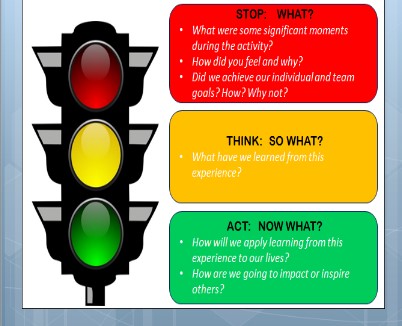 STOP: WHAT?
• What were some significant moments
during the activity?
• How did you feel and why?
• Did we achieve our individual and team
goals? How? Why not?
THINK: SO WHAT?
• What have we learned from this
experience?
ACT: NOW WHAT?
• How will we apply learning from this
experience to our lives?
• How are we going to impact or inspire
others?